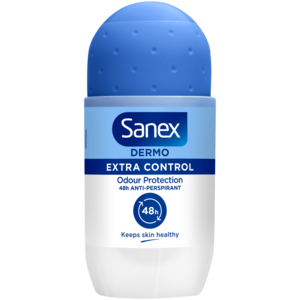 Sanex
DERMO
EXTRA CONTROL
Odour Protection
48h ANTI-PERSPIRANT
48h
Keeps skin healthy